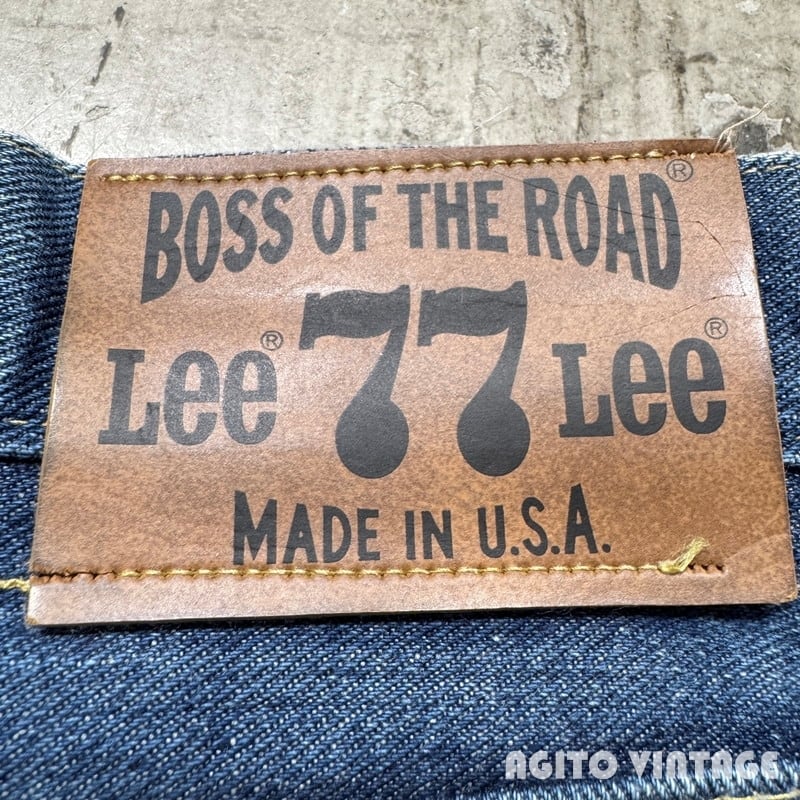 BOSS OF THE ROAD®
Lee® 77 Lee®
MADE IN U.S.A.
AGITO VINTAGE